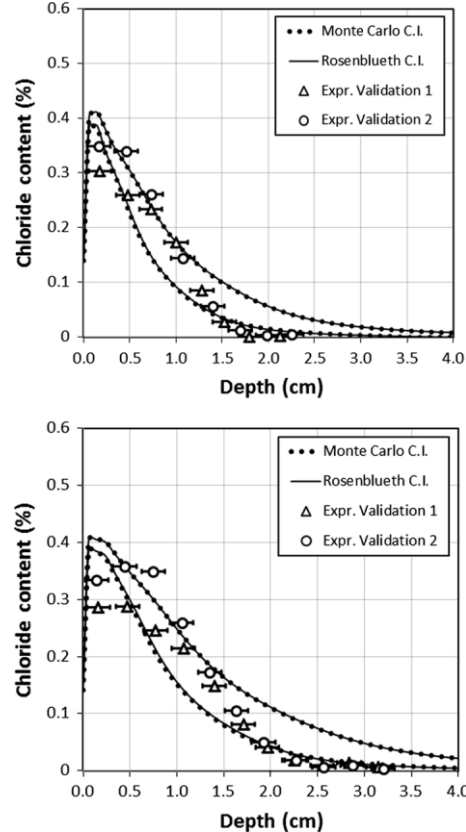 0.6
0.5
0.4
0.3
0.2
0.1
0
Chloride content (%)
Monte Carlo C.I.
Rosenblueth C.I.
Expr. Validation 1
Expr. Validation 2
0.0 0.5 1.0 1.5 2.0 2.5 3.0 3.5 4.0
Depth (cm)
0.6
0.5
0.4
0.3
0.2
0.1
0
Chloride content (%)
Monte Carlo C.I.
Rosenblueth C.I.
Expr. Validation 1
Expr. Validation 2
0.0 0.5 1.0 1.5 2.0 2.5 3.0 3.5 4.0
Depth (cm)